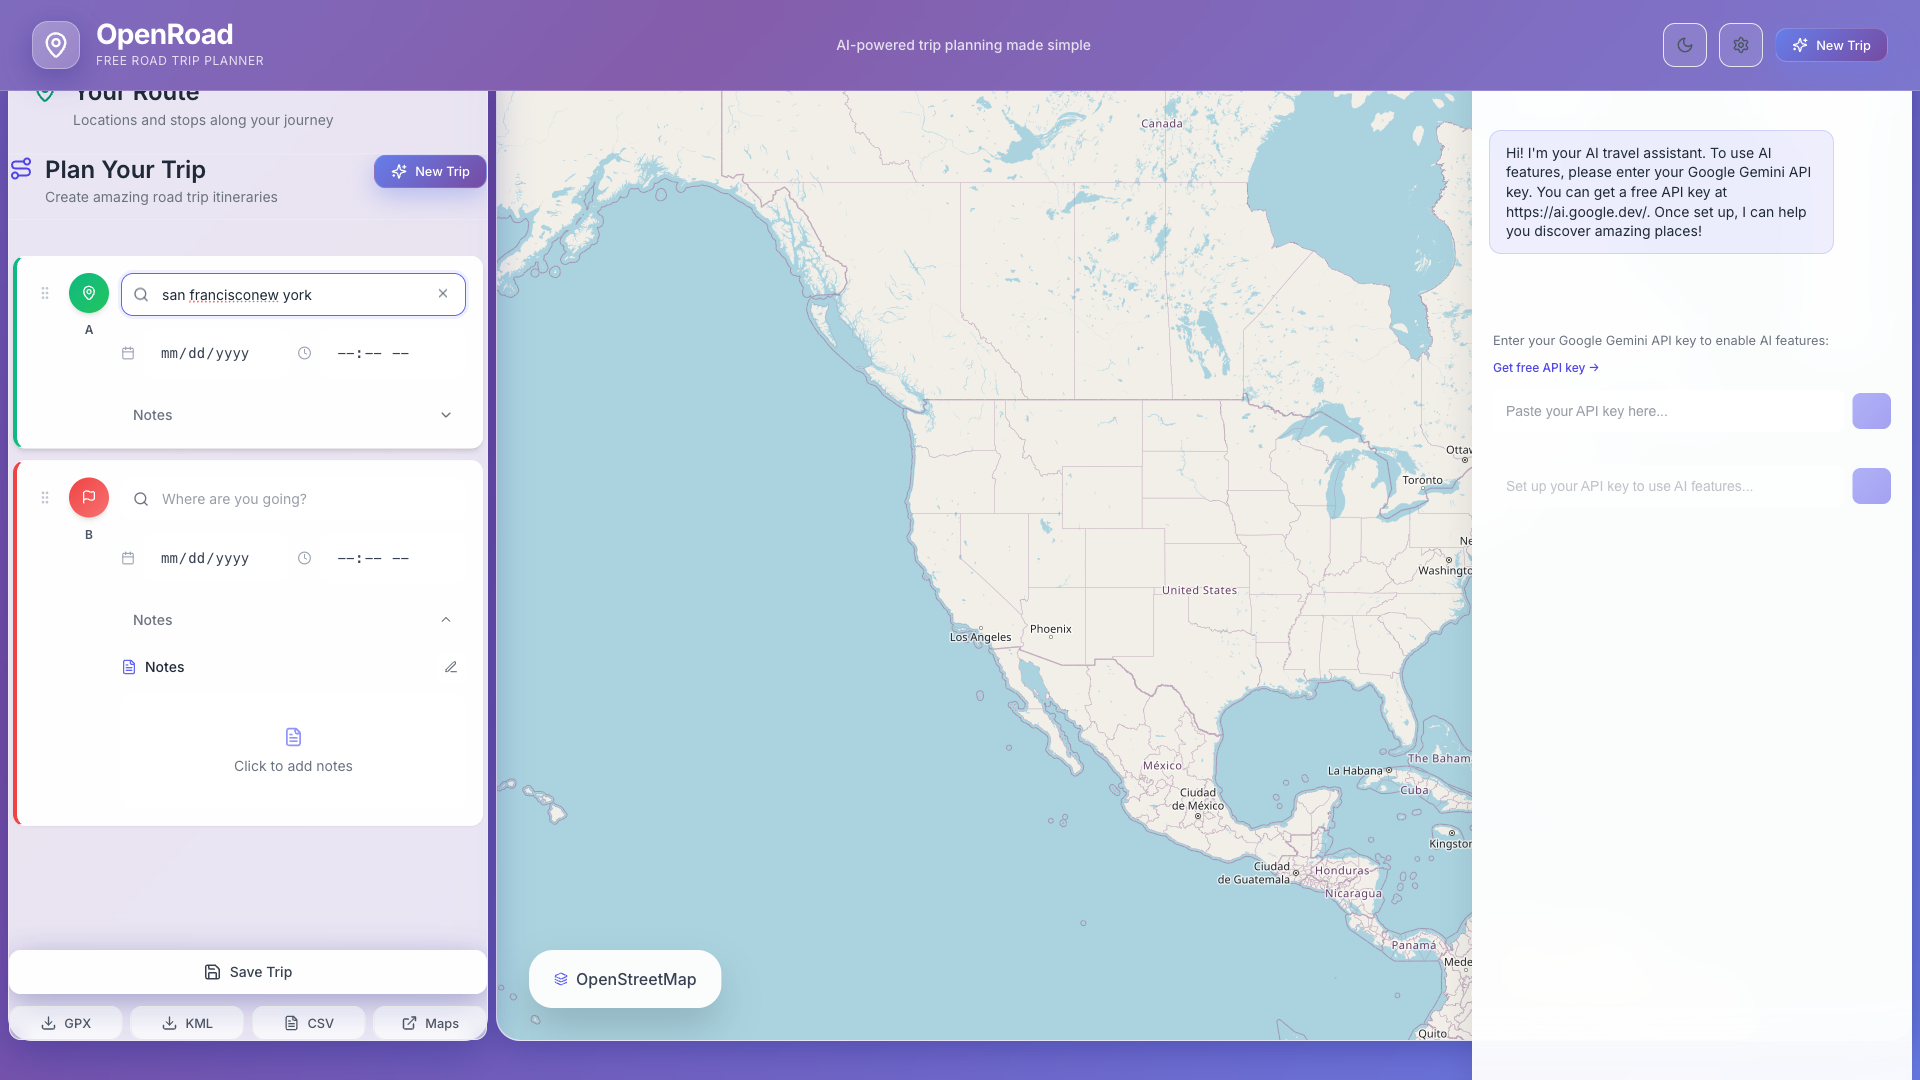 OpenRoad
FREE ROAD TRIP PLANNER
AI-powered trip planning made simple
New Trip
Your Route
Locations and stops along your journey
Plan Your Trip
Create amazing road trip itineraries
New Trip
san francisconew york
A
mm/dd/yyyy
--:-- --
Notes
Where are you going?
B
mm/dd/yyyy
--:-- --
Notes
Notes
Click to add notes
Save Trip
GPX
KML
CSV
Maps
Canada
Ottaw
Toronto
Ne
Washingto
United States
Los Angeles
Phoenix
México
La Habana
The Baham
Cuba
Ciudad
de México
Kingston
Ciudad
de Guatemala
Honduras
Nicaragua
Panamá
Mede
Quito
OpenStreetMap
Hi! I'm your AI travel assistant. To use AI
features, please enter your Google Gemini API
key. You can get a free API key at
https://ai.google.dev/. Once set up, I can help
you discover amazing places!
Enter your Google Gemini API key to enable AI features:
Get free API key →
Paste your API key here...
Set up your API key to use AI features...